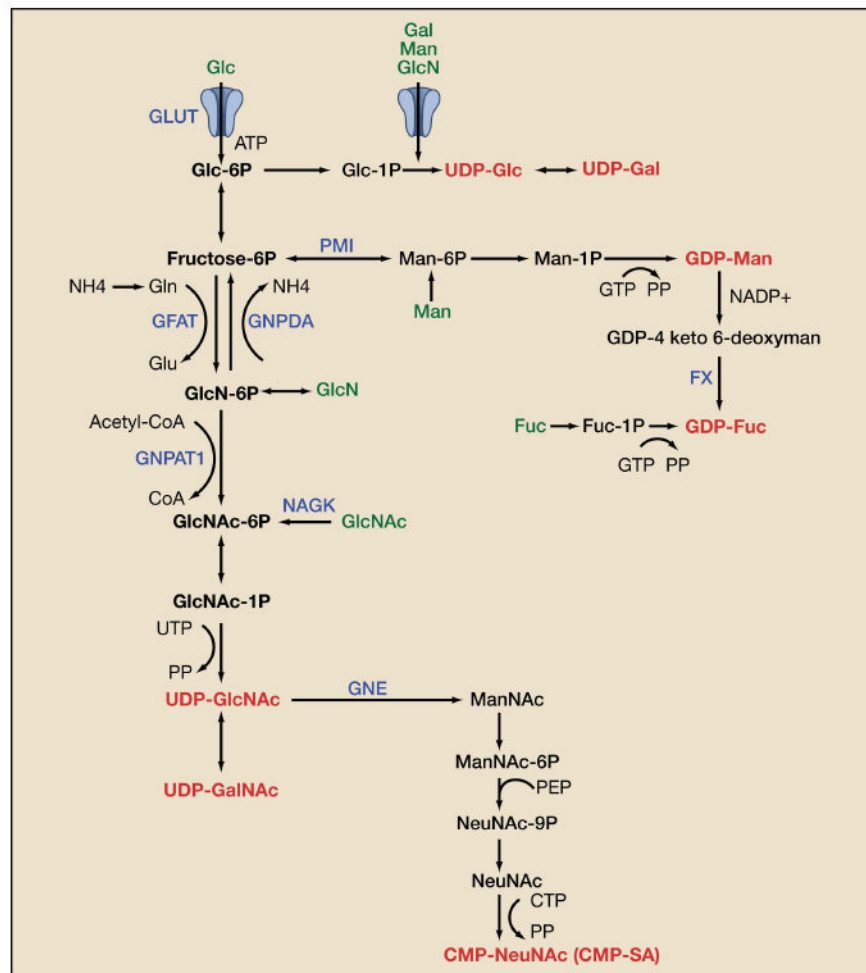 Gal
Man
GlcN
Glc
GLUT
ATP
Glc-6P
Glc-1P
UDP-Glc
UDP-Gal
Fructose-6P
PMI
Man-6P
Man-1P
GDP-Man
NH4
Gln
NH4
GTP PP
NADP+
GFAT
GNPDA
Man
GDP-4 keto 6-deoxyman
Glu
FX
GlcN-6P
GlcN
Acetyl-CoA
Fuc
Fuc-1P
GDP-Fuc
GNPAT1
GTP PP
CoA
NAGK
GlcNAc-6P
GlcNAc
GlcNAc-1P
UTP
PP
UDP-GlcNAc
GNE
ManNAc
ManNAc-6P
PEP
UDP-GalNAc
NeuNAc-9P
NeuNAc
CTP
PP
CMP-NeuNAc (CMP-SA)